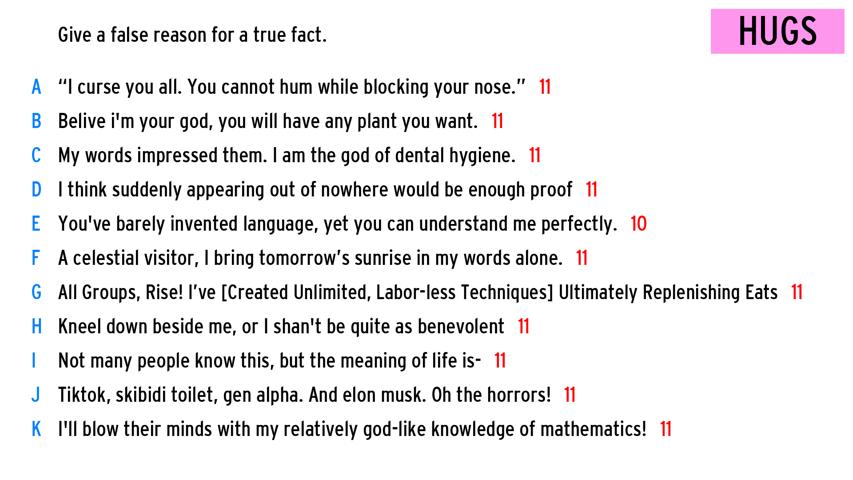 Give a false reason for a true fact.
HUGS
A “I curse you all. You cannot hum while blocking your nose.” 11
B Belive i'm your god, you will have any plant you want. 11
C My words impressed them. I am the god of dental hygiene. 11
D I think suddenly appearing out of nowhere would be enough proof 11
E You've barely invented language, yet you can understand me perfectly. 10
F A celestial visitor, I bring tomorrow's sunrise in my words alone. 11
G All Groups, Rise! I've [Created Unlimited, Labor-less Techniques] Ultimately Replenishing Eats 11
H Kneel down beside me, or I shan't be quite as benevolent 11
I Not many people know this, but the meaning of life is- 11
J Tiktok, skibidi toilet, gen alpha. And elon musk. Oh the horrors! 11
K I'll blow their minds with my relatively god-like knowledge of mathematics! 11